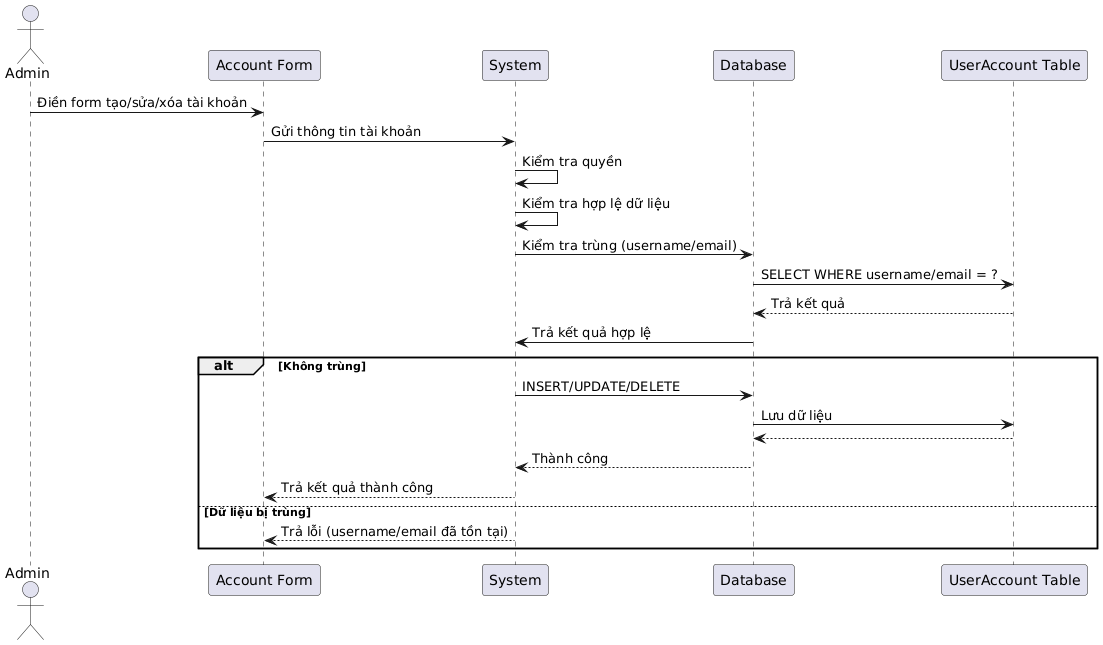 Admin
Account Form
System
Database
UserAccount Table
Điền form tạo/sửa/xóa tài khoản
Gửi thông tin tài khoản
Kiểm tra quyền
Kiểm tra hợp lệ dữ liệu
Kiểm tra trùng (username/email)
SELECT WHERE username/email = ?
Trả kết quả
Trả kết quả hợp lệ
alt
[Không trùng]
INSERT/UPDATE/DELETE
Lưu dữ liệu
Thành công
Trả kết quả thành công
[Dữ liệu bị trùng]
Trả lỗi (username/email đã tồn tại)
Admin
Account Form
System
Database
UserAccount Table